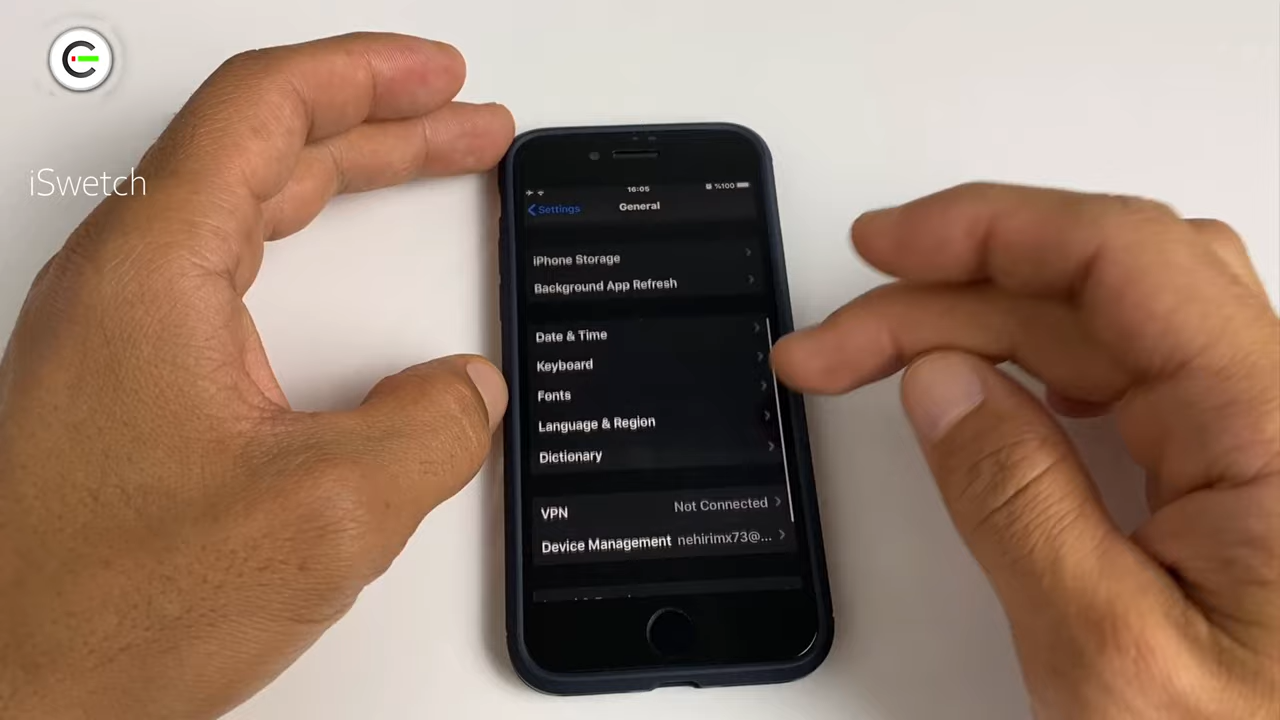 iSwetch
16:05
%100
Settings
General
iPhone Storage
Background App Refresh
Date & Time
Keyboard
Fonts
Language & Region
Dictionary
VPN Not Connected
Device Management nehirimx73@...